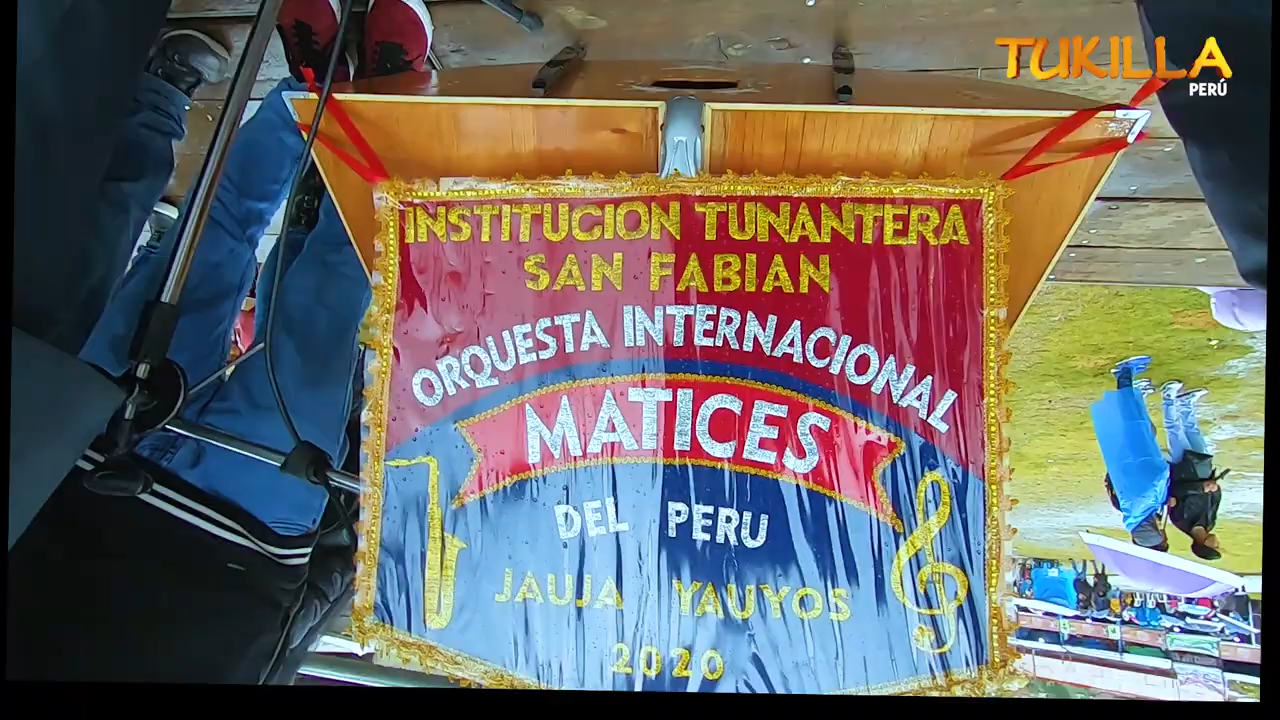 TUKILLA
PERÚ
INSTITUCION TUNANTERA
SAN FABIAN
ORQUESTA INTERNACIONAL
MATICES
DEL PERU
JAUJA YAUYOS
2020